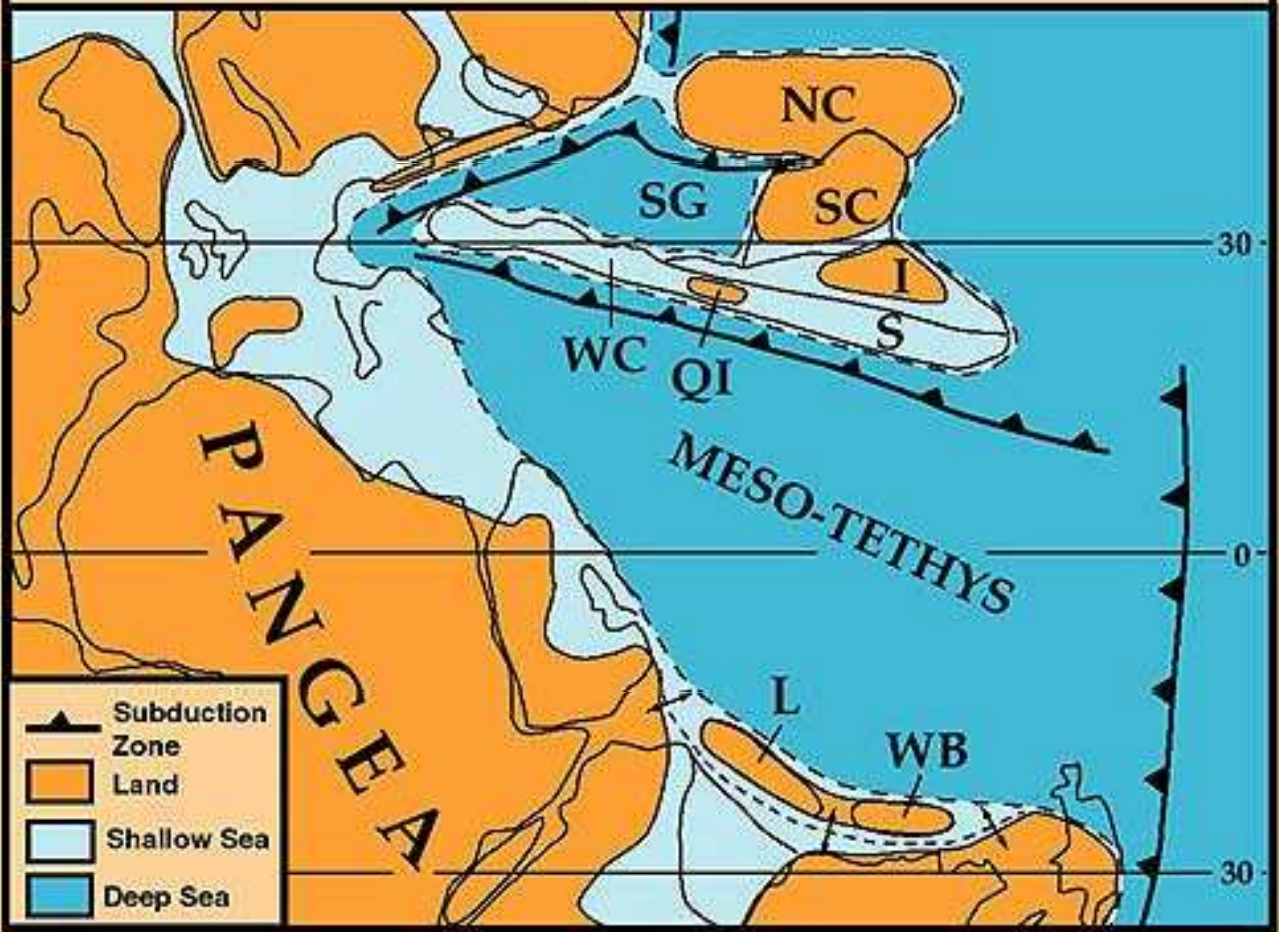 NC
SG
SC
30
I
S
WC
QI
MESO-TETHYS
PANGEA
0
L
WB
30
Subduction
Zone
Land
Shallow Sea
Deep Sea